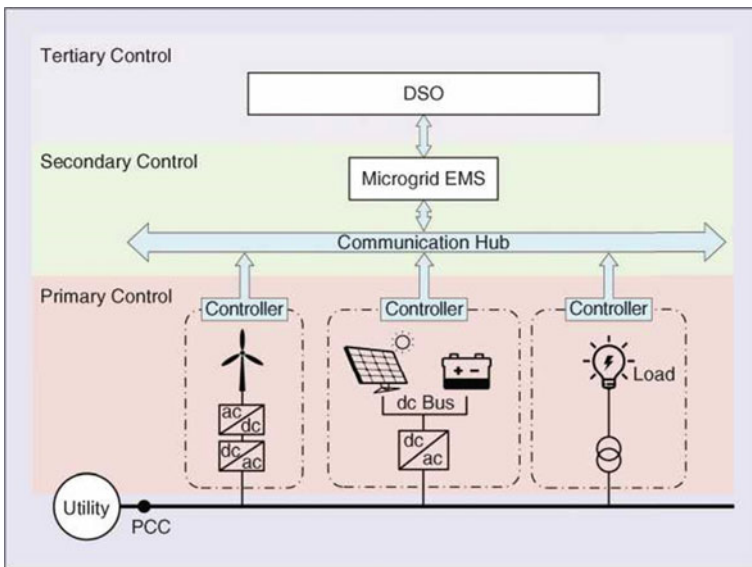 Tertiary Control
DSO
Secondary Control
Microgrid EMS
Communication Hub
Primary Control
Controller
Controller
Controller
Load
dc Bus
ac
dc
dc
ac
dc
ac
Utility
PCC